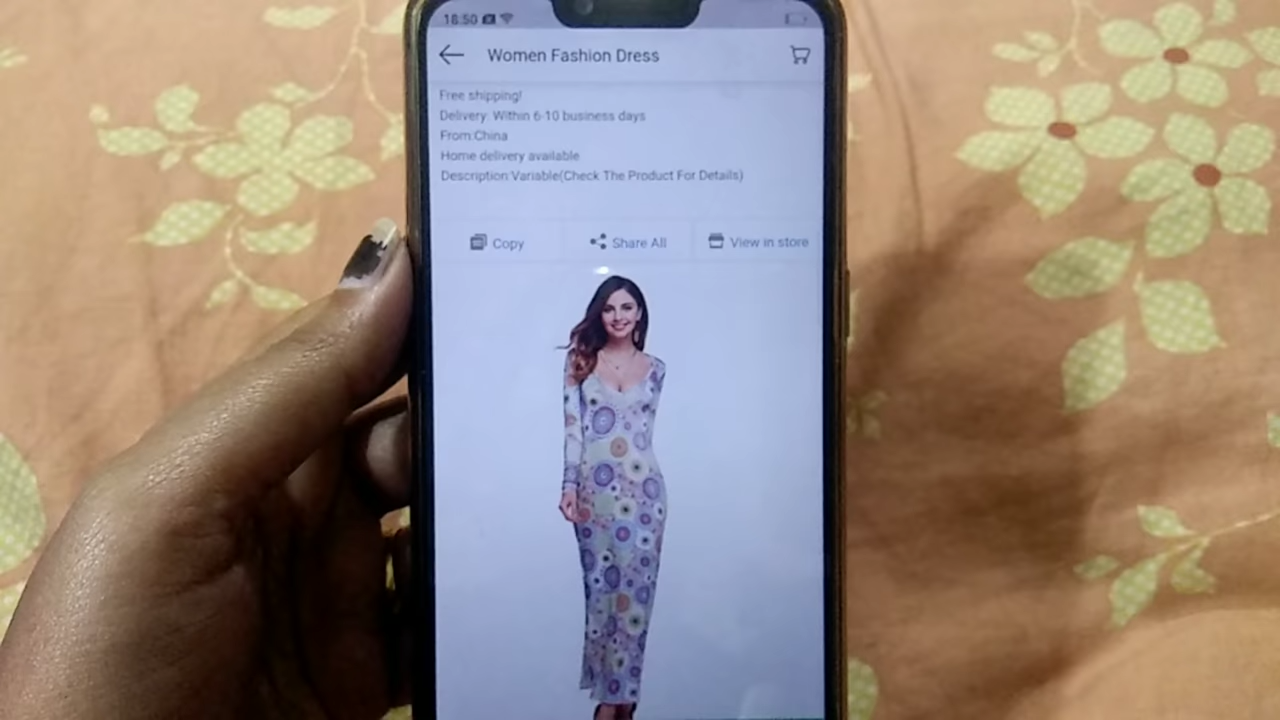 18:50
Women Fashion Dress
Free shipping!
Delivery: Within 6-10 business days
From:China
Home delivery available
Description:Variable(Check The Product For Details)
Copy
Share All
View in store